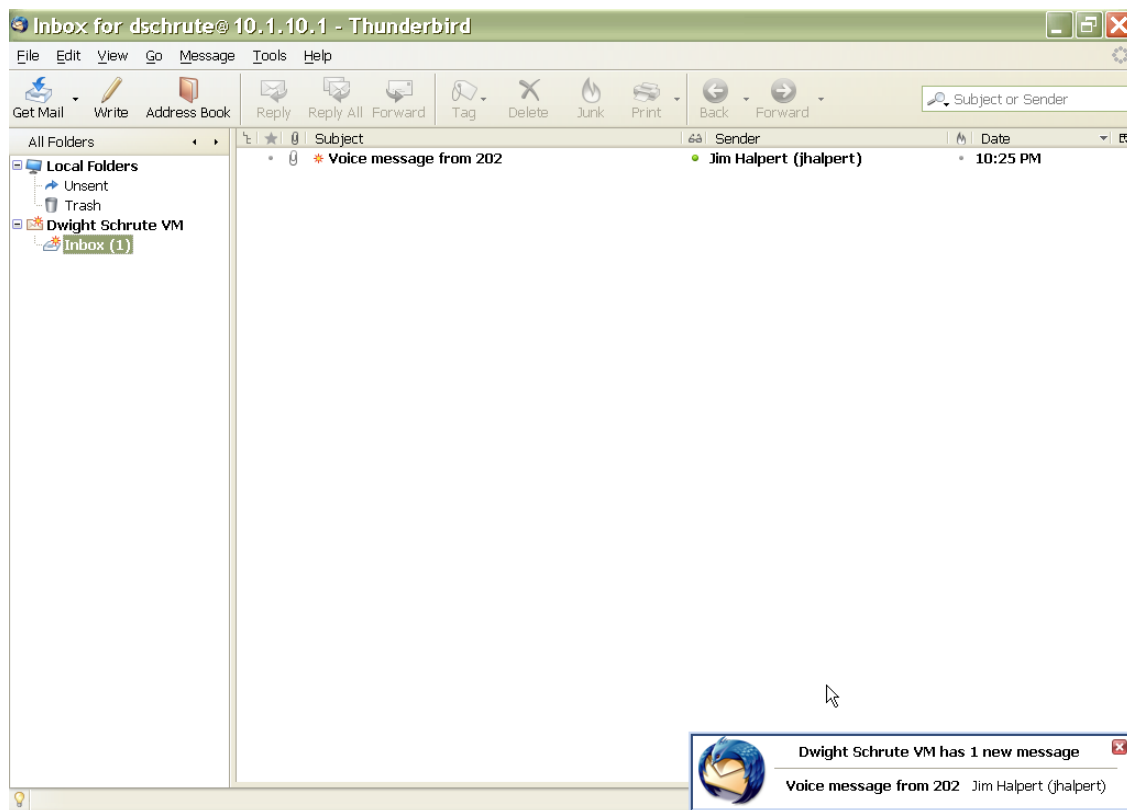 Inbox for dschrute@10.1.10.1 - Thunderbird
File Edit View Go Message Tools Help
Get Mail Write Address Book Reply Reply All Forward Tag Delete Junk Print Back Forward Subject or Sender
All Folders Subject Sender Date
Local Folders Voice message from 202 Jim Halpert (jhalpert) 10:25 PM
Unsent
Trash
Dwight Schrute VM
Inbox (1)
Dwight Schrute VM has 1 new message
Voice message from 202 Jim Halpert (jhalpert)